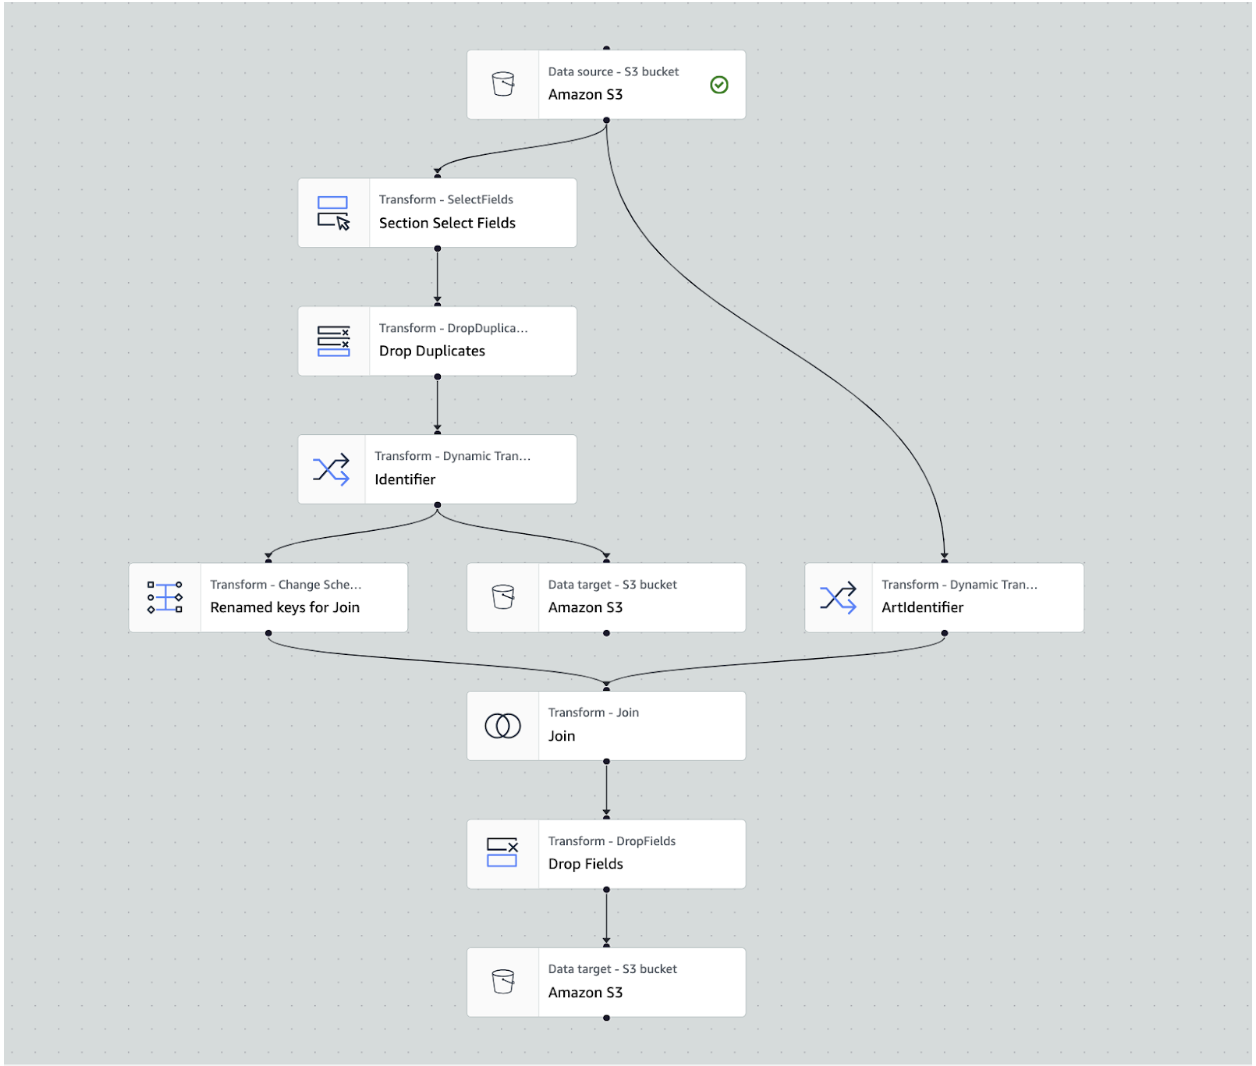 Data source - S3 bucket
Amazon S3
Transform - SelectFields
Section Select Fields
Transform - DropDuplica...
Drop Duplicates
Transform - Dynamic Tran...
Identifier
Transform - Change Sche...
Renamed keys for Join
Data target - S3 bucket
Amazon S3
Transform - Dynamic Tran...
ArtIdentifier
Transform - Join
Join
Transform - DropFields
Drop Fields
Data target - S3 bucket
Amazon S3